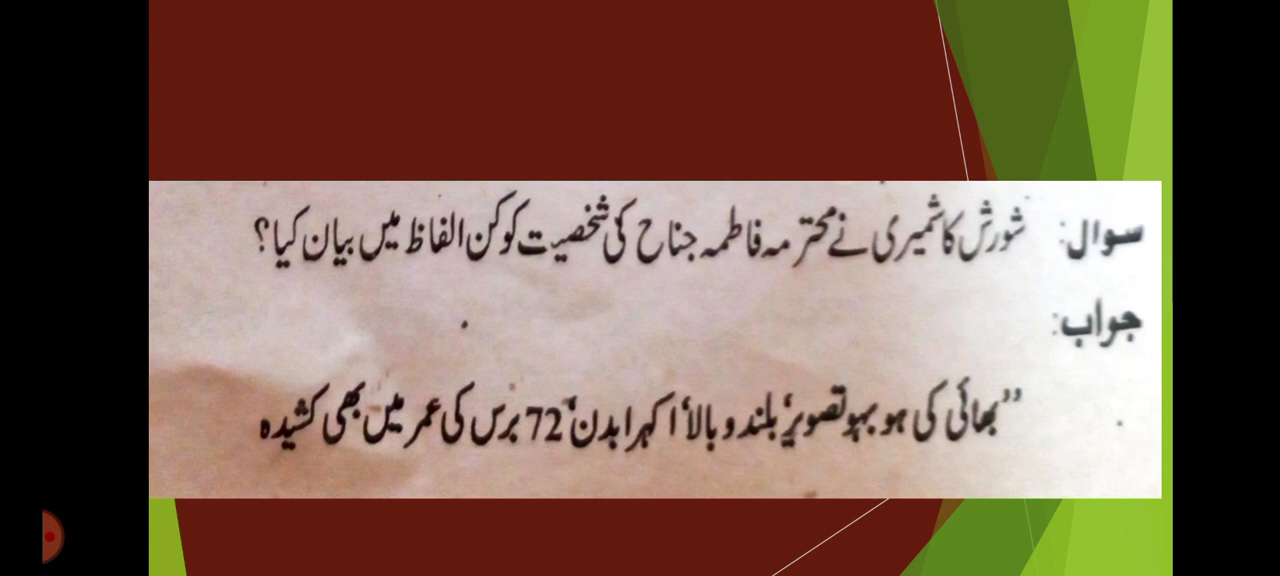 سوال: شورش کاشمیری نے محترمہ فاطمہ جناح کی شخصیت کو کن الفاظ میں بیان کیا؟
جواب:
”بھائی کی ہو بہو تصویر‘ بلند و بالا‘ اکہرا بدن‘ 72 برس کی عمر میں بھی کشیدہ